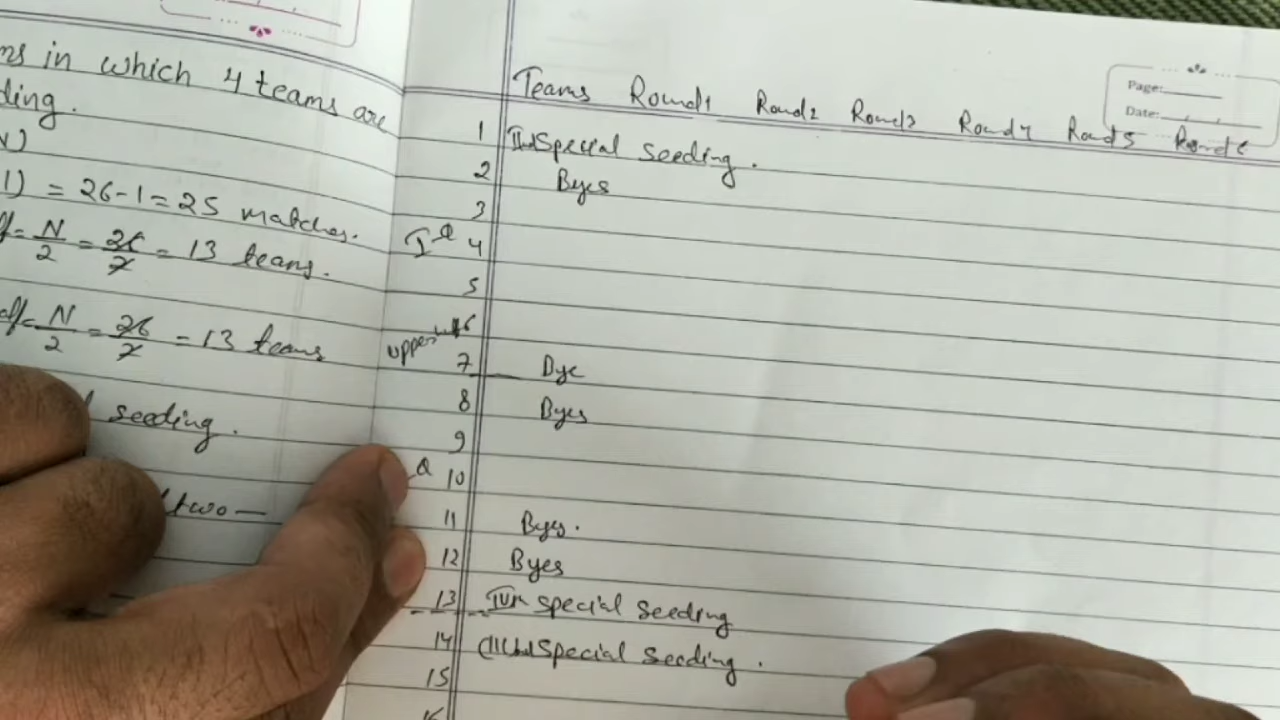 ms in which 4 teams are
ding.
1) = 26-1 = 25 matches.
N/2 = 26/2 = 13 teams.
N/2 = 26/2 = 13 teams
seeding.
two —
Page:
Date:
Teams Round1 Round2 Round3 Round4 Round5
1 Special Seeding.
2 Byes
3
I Q 4
5
upper 6
7 Bye
8 Byes
9
Q 10
11 Byes.
12 Byes
13 Special Seeding
14 Special Seeding.
15
16